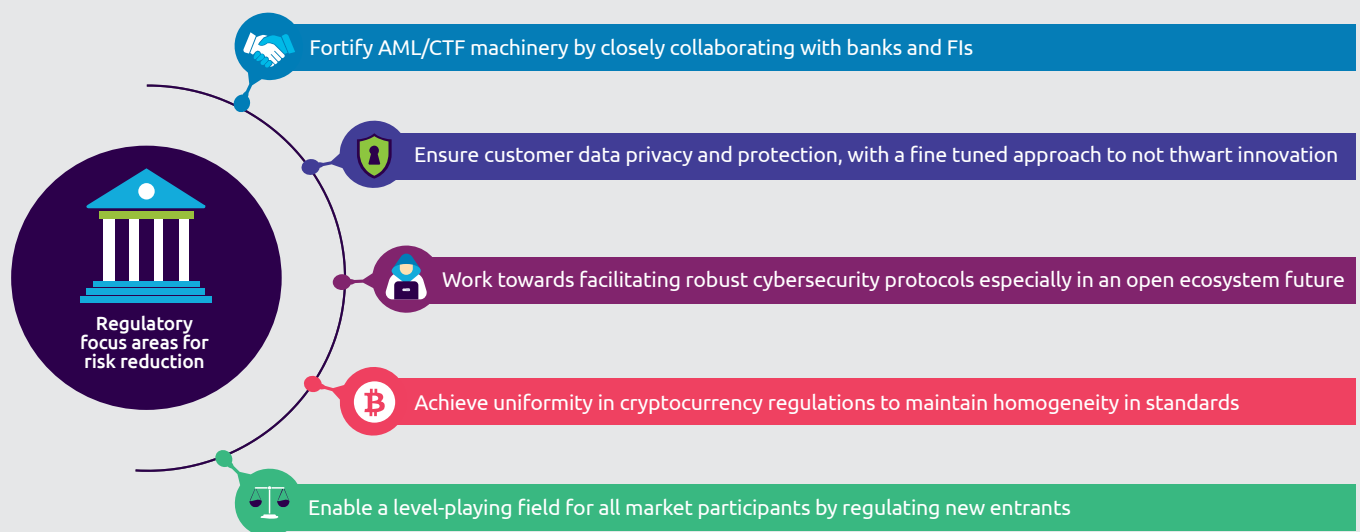 Fortify AML/CTF machinery by closely collaborating with banks and FIs
Ensure customer data privacy and protection, with a fine tuned approach to not thwart innovation
Work towards facilitating robust cybersecurity protocols especially in an open ecosystem future
Regulatory
focus areas for
risk reduction
Achieve uniformity in cryptocurrency regulations to maintain homogeneity in standards
Enable a level-playing field for all market participants by regulating new entrants